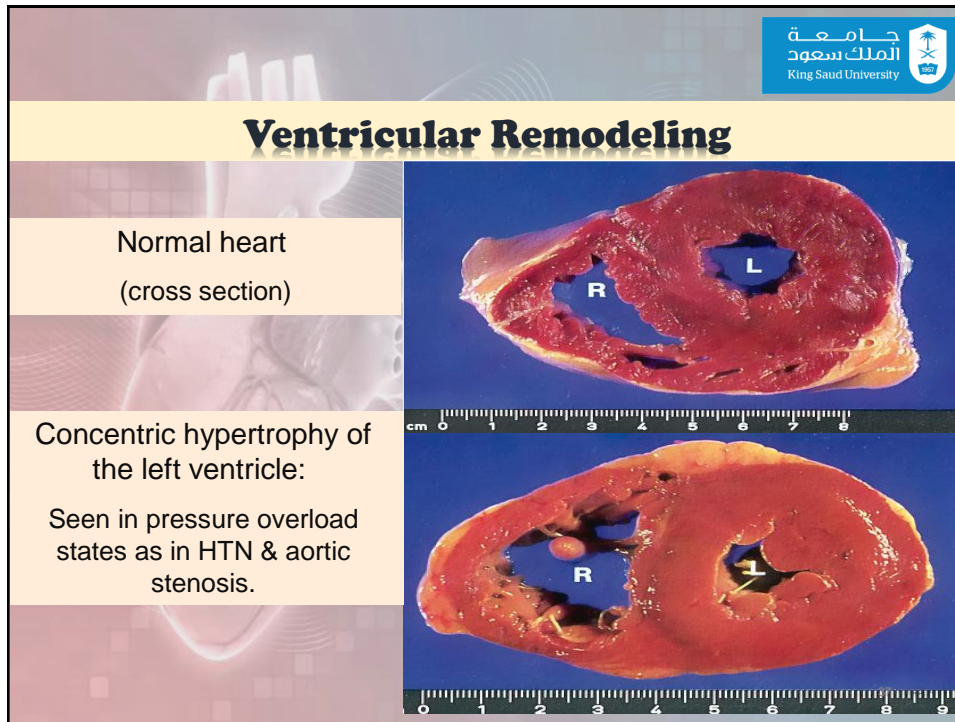 جـــامـــعـــة
الملك سعود
King Saud University
1957
Ventricular Remodeling
Normal heart
(cross section)
R
L
cm 0 1 2 3 4 5 6 7 8
Concentric hypertrophy of
the left ventricle:
Seen in pressure overload
states as in HTN & aortic
stenosis.
R
L
0 1 2 3 4 5 6 7 8 9